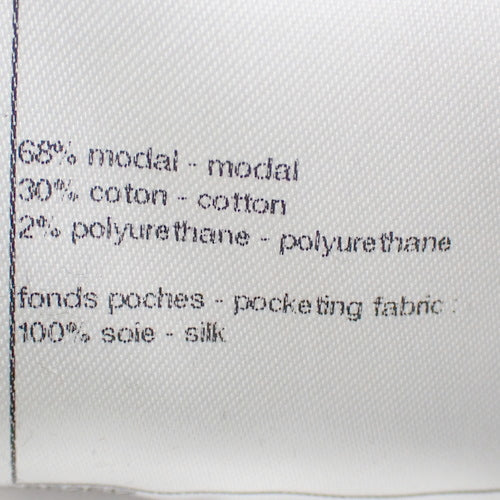 68% modal - modal
30% coton - cotton
2% polyurethane - polyurethane
fonds poches - pocketing fabric :
100% soie - silk